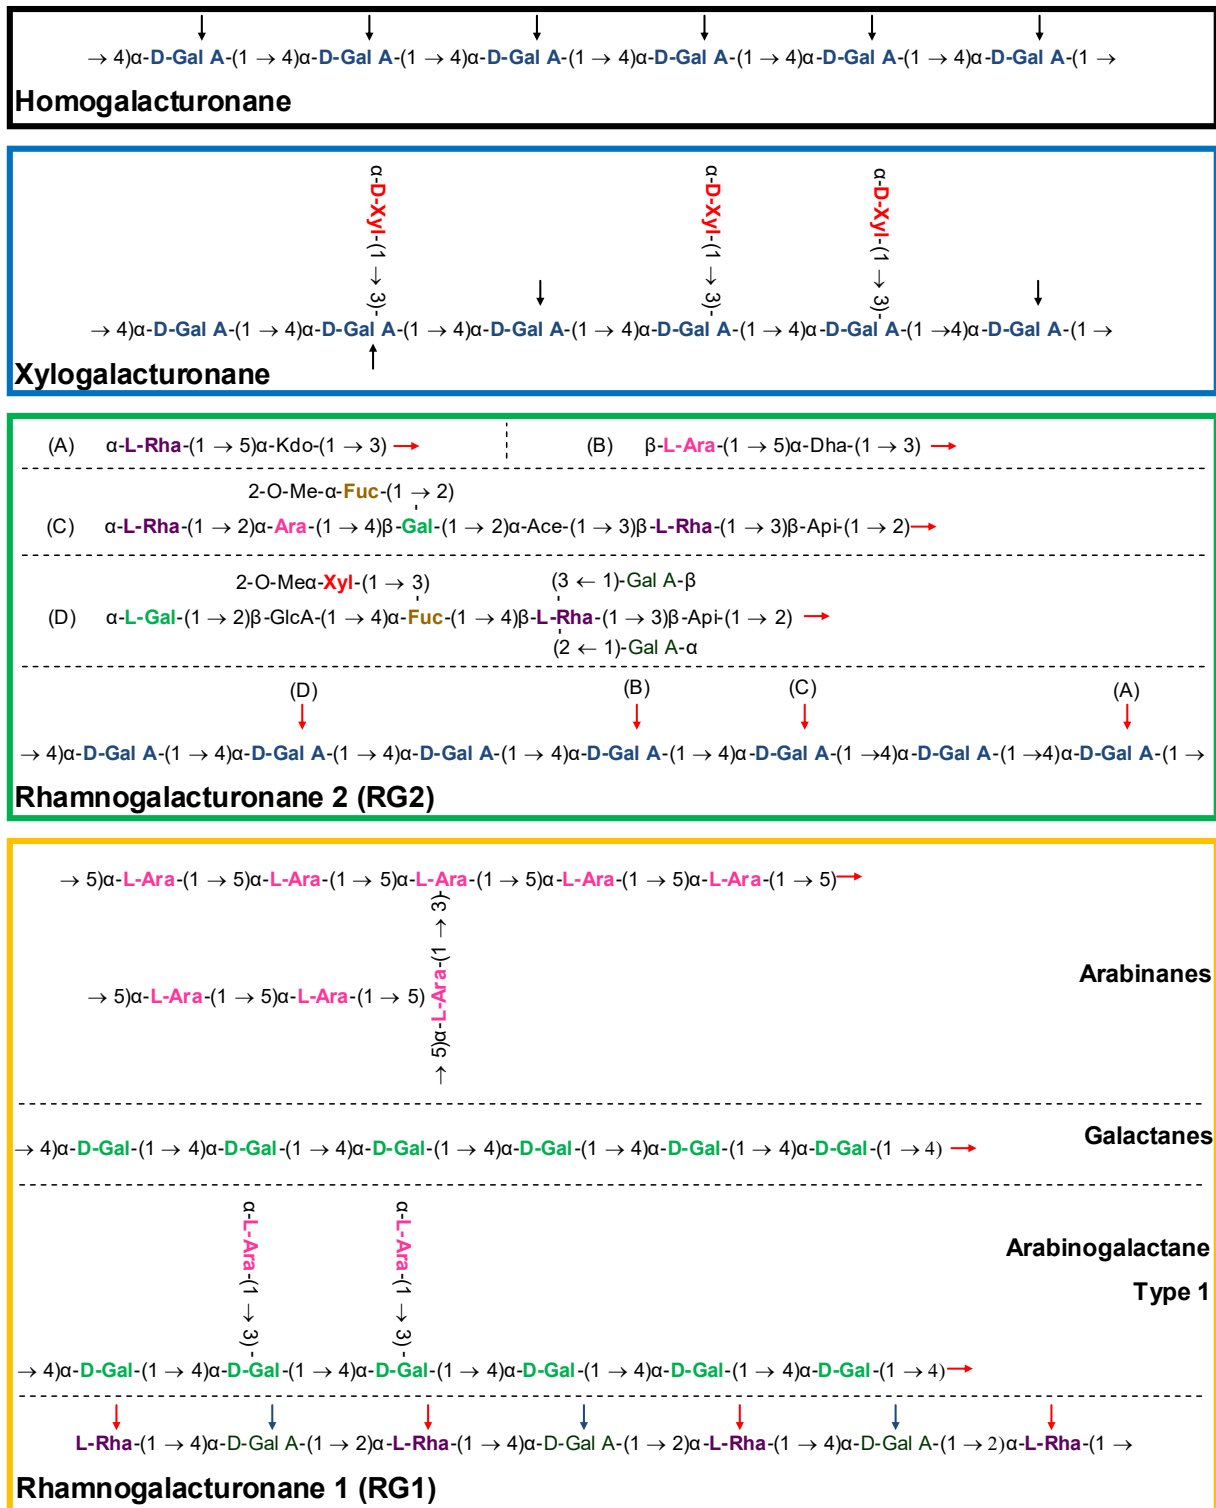 → 4)α-D-Gal A-(1 → 4)α-D-Gal A-(1 → 4)α-D-Gal A-(1 → 4)α-D-Gal A-(1 → 4)α-D-Gal A-(1 → 4)α-D-Gal A-(1 →
Homogalacturonane
α-D-Xyl-(1 → 3)-
α-D-Xyl-(1 → 3)-
α-D-Xyl-(1 → 3)-
→ 4)α-D-Gal A-(1 → 4)α-D-Gal A-(1 → 4)α-D-Gal A-(1 → 4)α-D-Gal A-(1 → 4)α-D-Gal A-(1 →4)α-D-Gal A-(1 →
Xylogalacturonane
(A) α-L-Rha-(1 → 5)α-Kdo-(1 → 3) →
(B) β-L-Ara-(1 → 5)α-Dha-(1 → 3) →
2-O-Me-α-Fuc-(1 → 2)
(C) α-L-Rha-(1 → 2)α-Ara-(1 → 4)β-Gal-(1 → 2)α-Ace-(1 → 3)β-L-Rha-(1 → 3)β-Api-(1 → 2)→
2-O-Meα-Xyl-(1 → 3)
(3 ← 1)-Gal A-β
(D) α-L-Gal-(1 → 2)β-GlcA-(1 → 4)α-Fuc-(1 → 4)β-L-Rha-(1 → 3)β-Api-(1 → 2) →
(2 ← 1)-Gal A-α
(D) (B) (C) (A)
→ 4)α-D-Gal A-(1 → 4)α-D-Gal A-(1 → 4)α-D-Gal A-(1 → 4)α-D-Gal A-(1 → 4)α-D-Gal A-(1 →4)α-D-Gal A-(1 →4)α-D-Gal A-(1 →
Rhamnogalacturonane 2 (RG2)
→ 5)α-L-Ara-(1 → 5)α-L-Ara-(1 → 5)α-L-Ara-(1 → 5)α-L-Ara-(1 → 5)α-L-Ara-(1 → 5)→
→ 5)α-L-Ara-(1 → 3)
Arabinanes
→ 5)α-L-Ara-(1 → 5)α-L-Ara-(1 → 5)
Galactanes
→ 4)α-D-Gal-(1 → 4)α-D-Gal-(1 → 4)α-D-Gal-(1 → 4)α-D-Gal-(1 → 4)α-D-Gal-(1 → 4)α-D-Gal-(1 → 4) →
α-L-Ara-(1 → 3)-
α-L-Ara-(1 → 3)-
Arabinogalactane
Type 1
→ 4)α-D-Gal-(1 → 4)α-D-Gal-(1 → 4)α-D-Gal-(1 → 4)α-D-Gal-(1 → 4)α-D-Gal-(1 → 4)α-D-Gal-(1 → 4)→
L-Rha-(1 → 4)α-D-Gal A-(1 → 2)α-L-Rha-(1 → 4)α-D-Gal A-(1 → 2)α-L-Rha-(1 → 4)α-D-Gal A-(1 → 2)α-L-Rha-(1 →
Rhamnogalacturonane 1 (RG1)